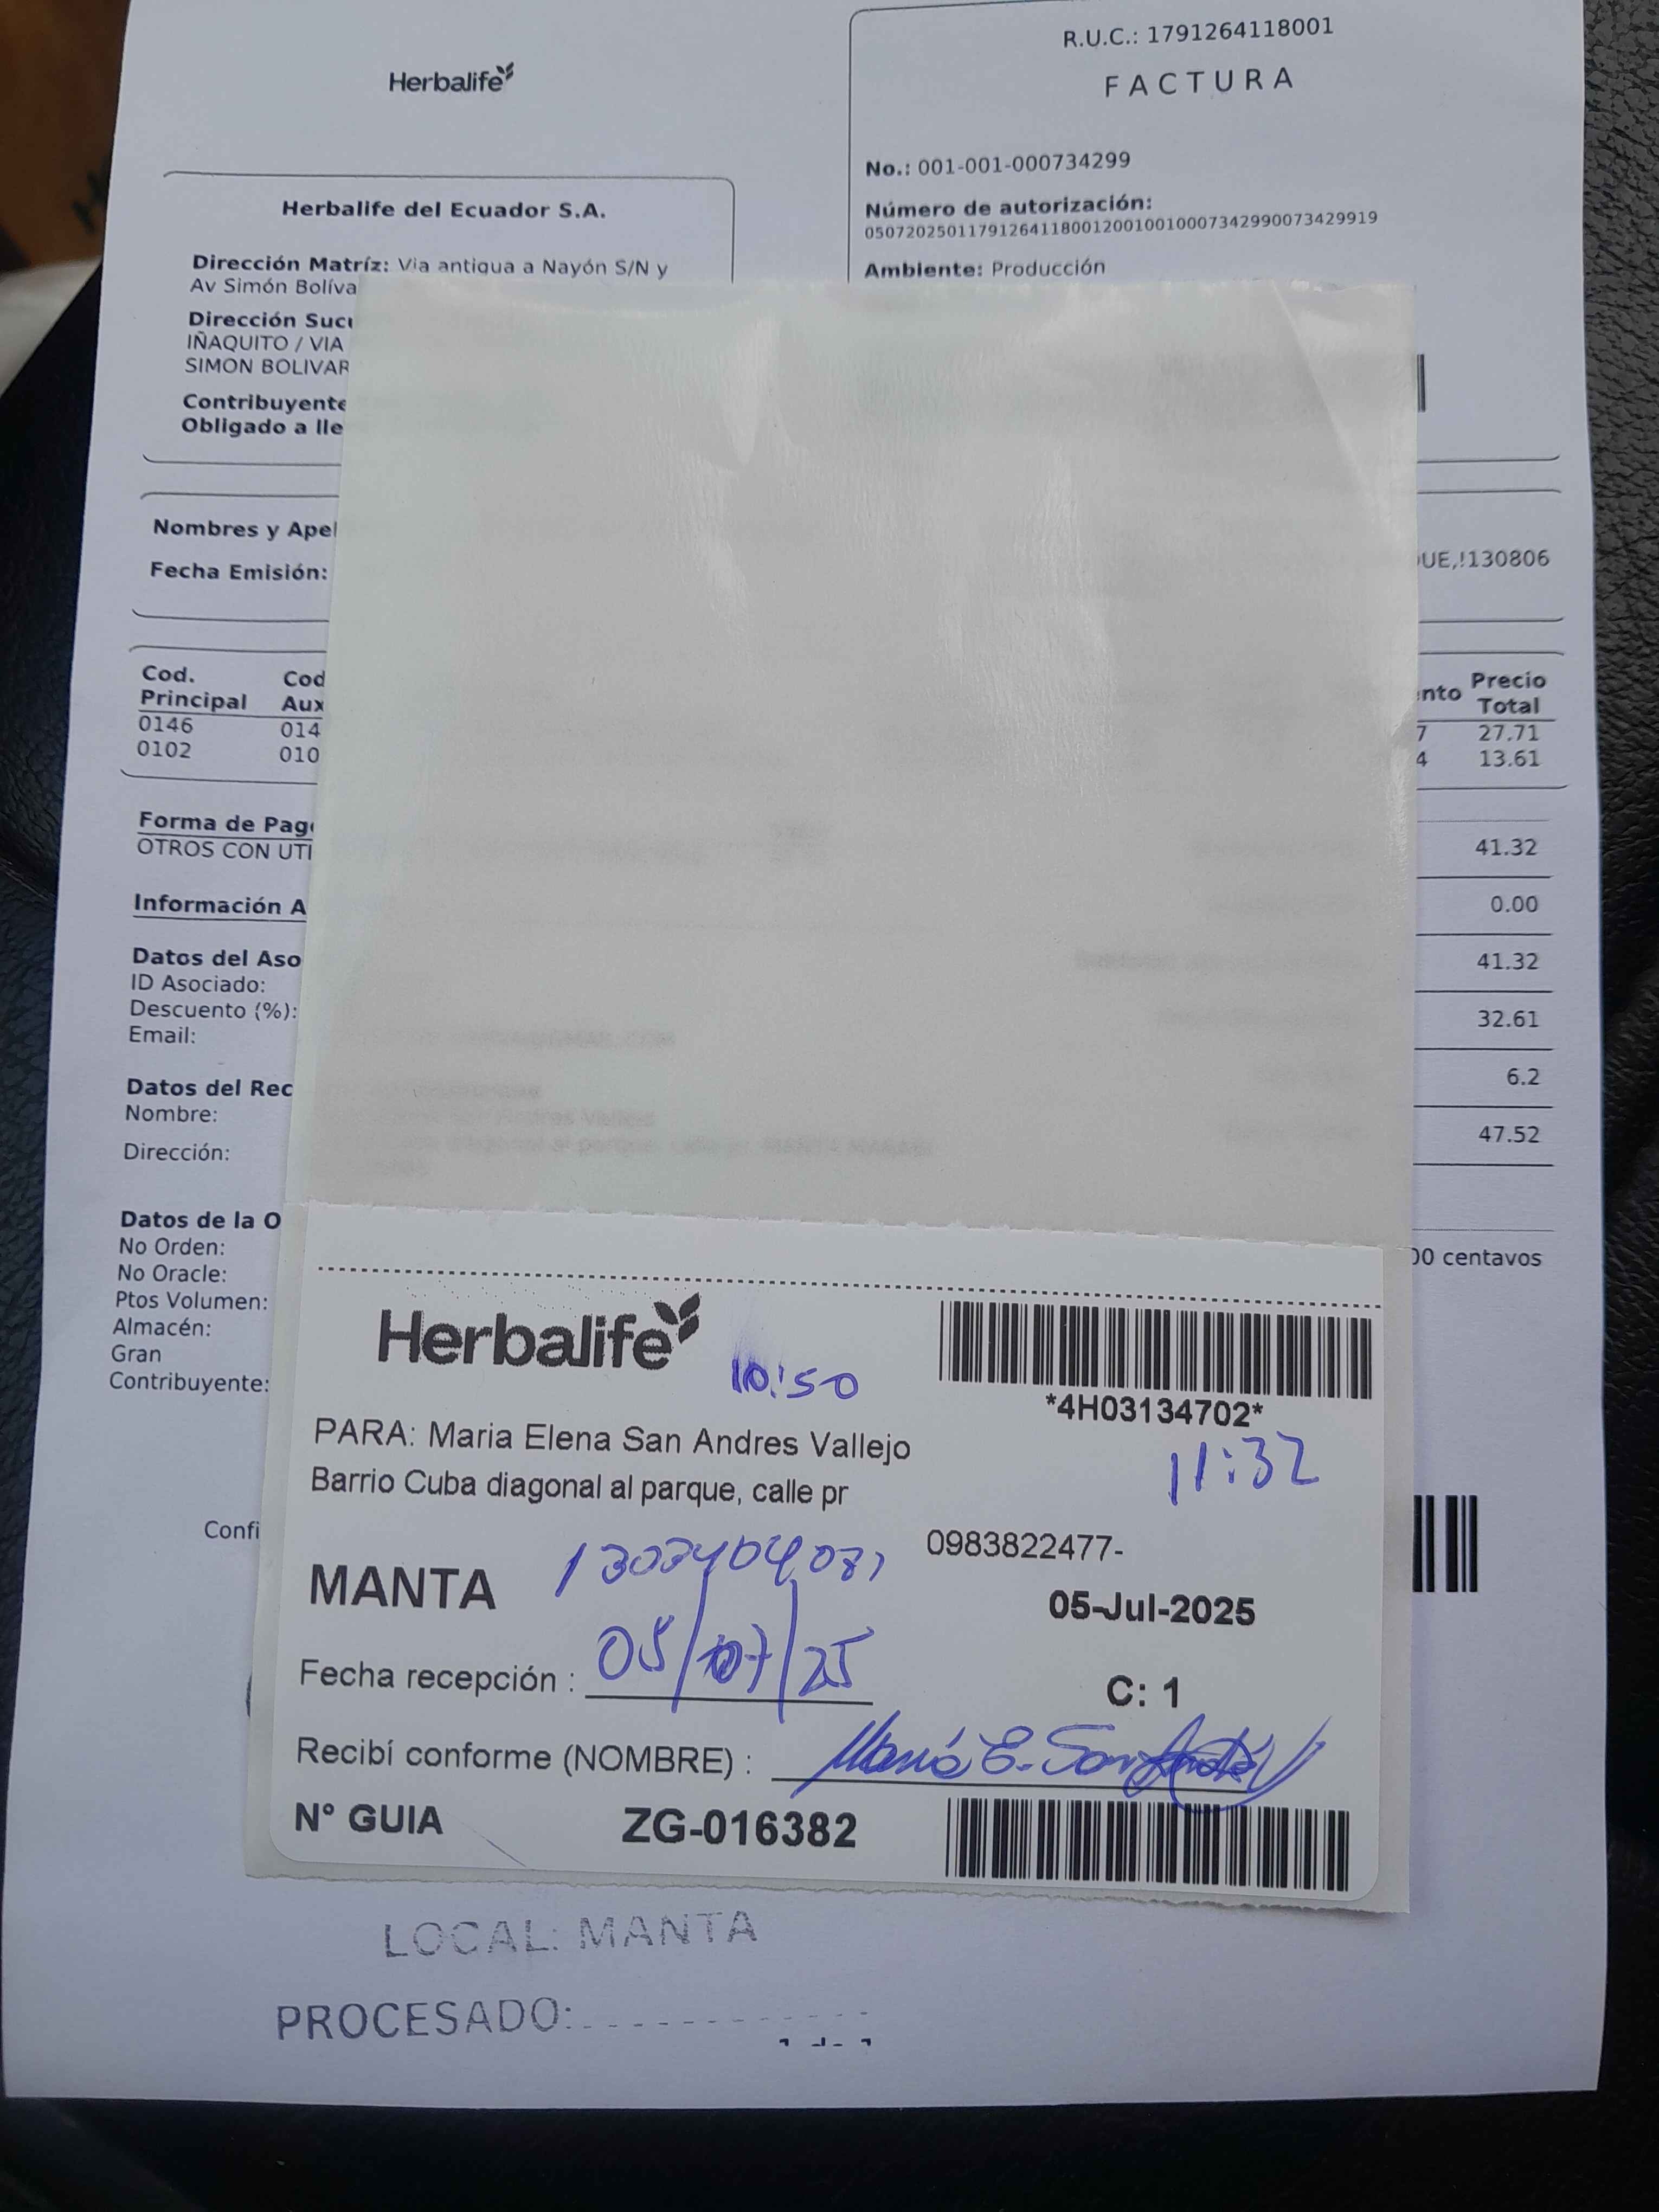 Herbalife
R.U.C.: 1791264118001
FACTURA
No.: 001-001-000734299
Número de autorización:
0507202501179126411800120010010007342990073429919
Ambiente: Producción
Herbalife del Ecuador S.A.
Dirección Matríz: Via antigua a Nayón S/N y
Av Simón Bolíva
Dirección Sucu
IÑAQUITO / VIA
SIMON BOLIVAR
Contribuyente
Obligado a lle
Nombres y Apel
UE,!130806
Fecha Emisión:
Cod. Principal Cod Aux nto Precio Total
0146 014 7 27.71
0102 010 4 13.61
Forma de Pago
OTROS CON UTI 41.32
Información A 0.00
Datos del Aso 41.32
ID Asociado:
Descuento (%): 32.61
Email:
Datos del Rec 6.2
Nombre:
Dirección: 47.52
Datos de la O
No Orden: 00 centavos
No Oracle:
Ptos Volumen:
Almacén:
Gran
Contribuyente:
Confi
Herbalife
10:50
*4H03134702*
PARA: Maria Elena San Andres Vallejo
11:32
Barrio Cuba diagonal al parque, calle pr
0983822477-
MANTA
05-Jul-2025
Fecha recepción : 05/07/25
C: 1
Recibí conforme (NOMBRE) : María E. San Andrés V
N° GUIA ZG-016382
LOCAL: MANTA
PROCESADO: